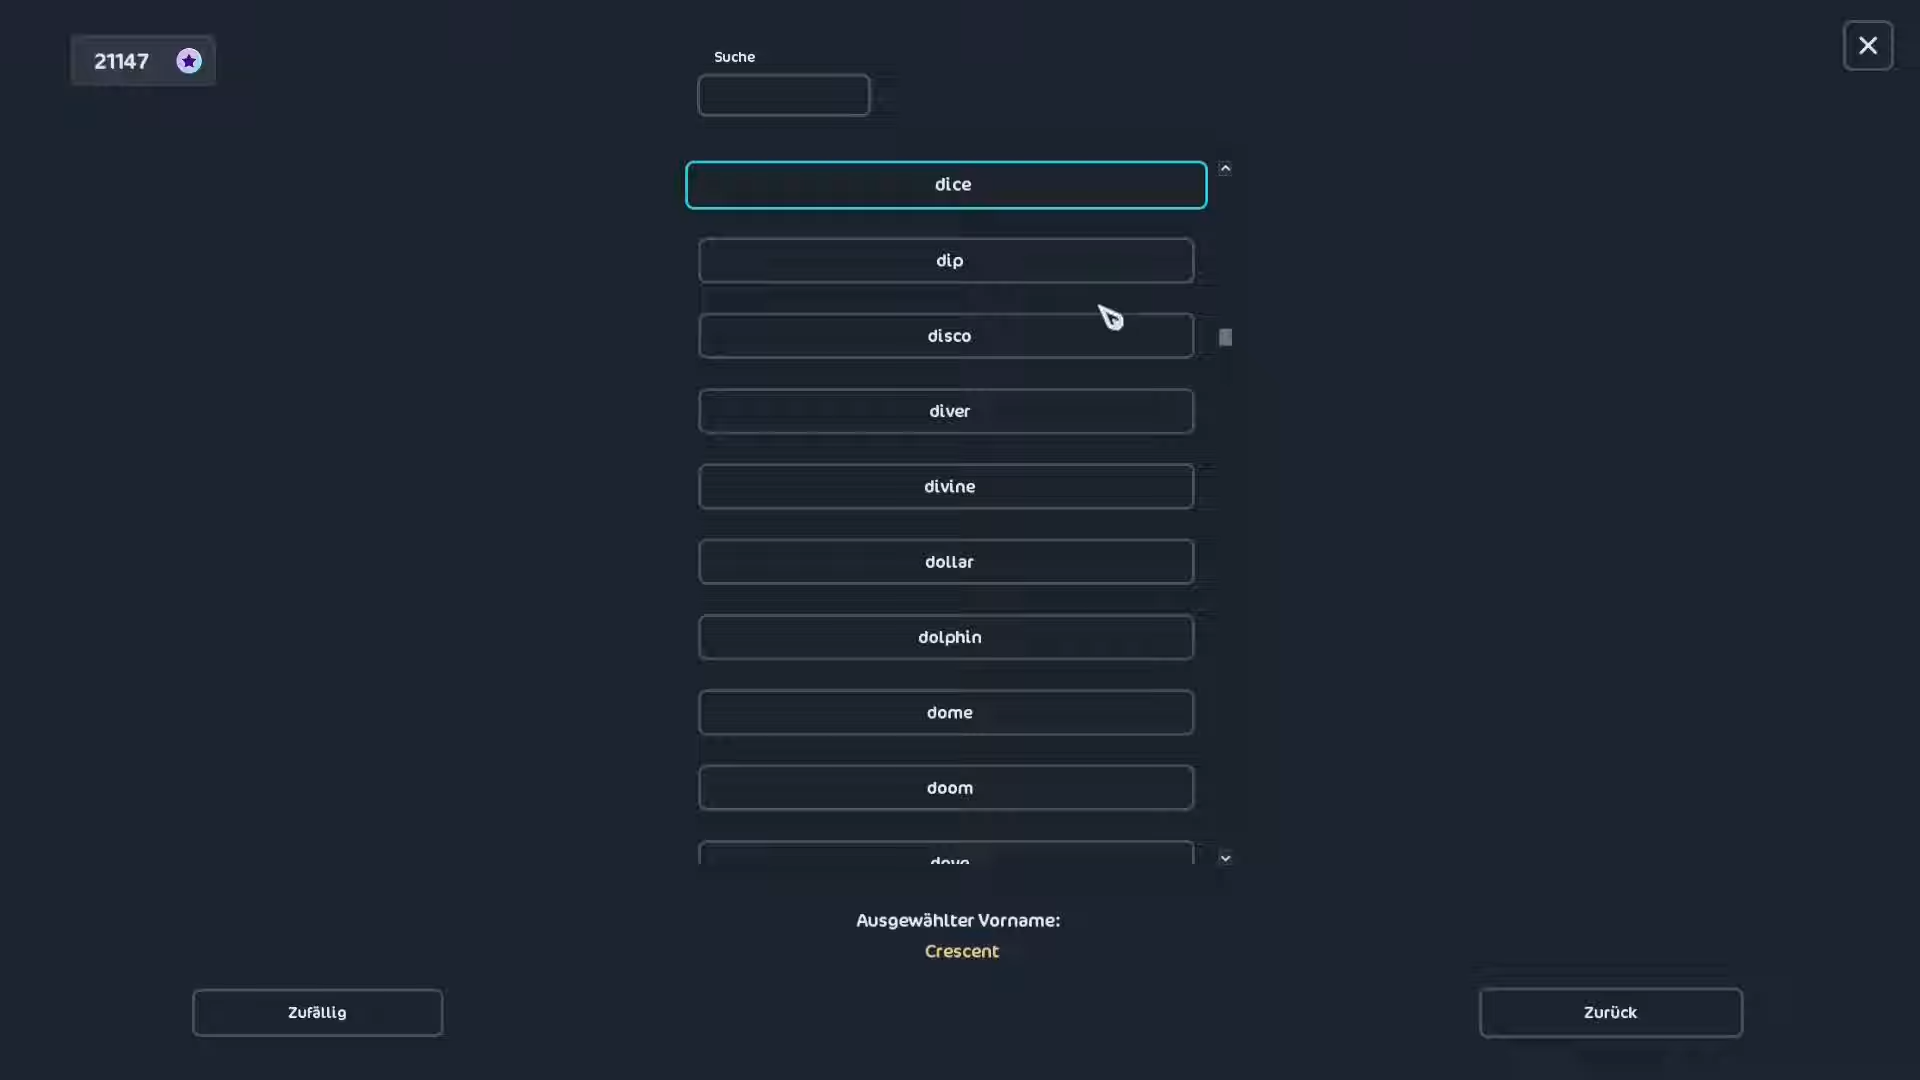 21147
Suche
dice
dip
disco
diver
divine
dollar
dolphin
dome
doom
Ausgewählter Vorname:
Crescent
Zufällig
Zurück